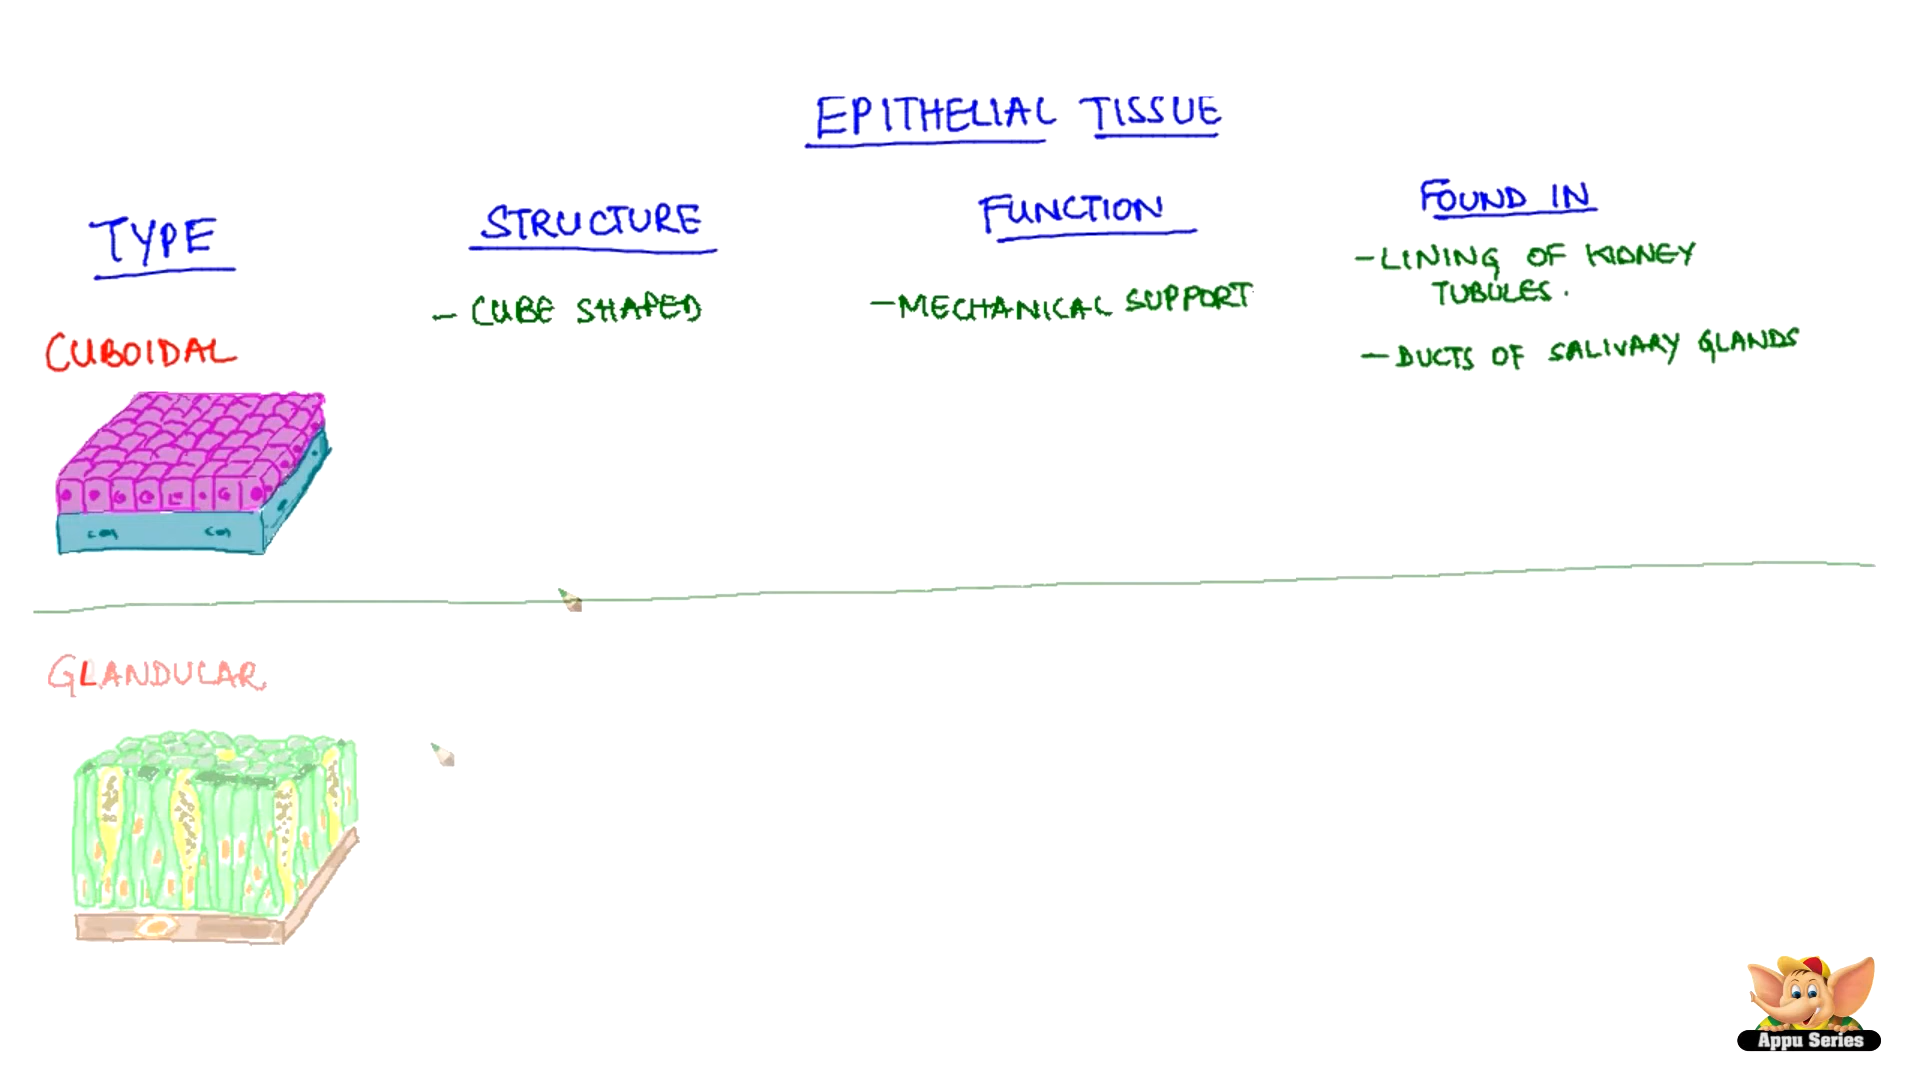 EPITHELIAL TISSUE
TYPE
STRUCTURE
FUNCTION
FOUND IN
CUBOIDAL
- CUBE SHAPED
- MECHANICAL SUPPORT
- LINING OF KIDNEY
TUBULES.
- DUCTS OF SALIVARY GLANDS
GLANDULAR
Appu Series